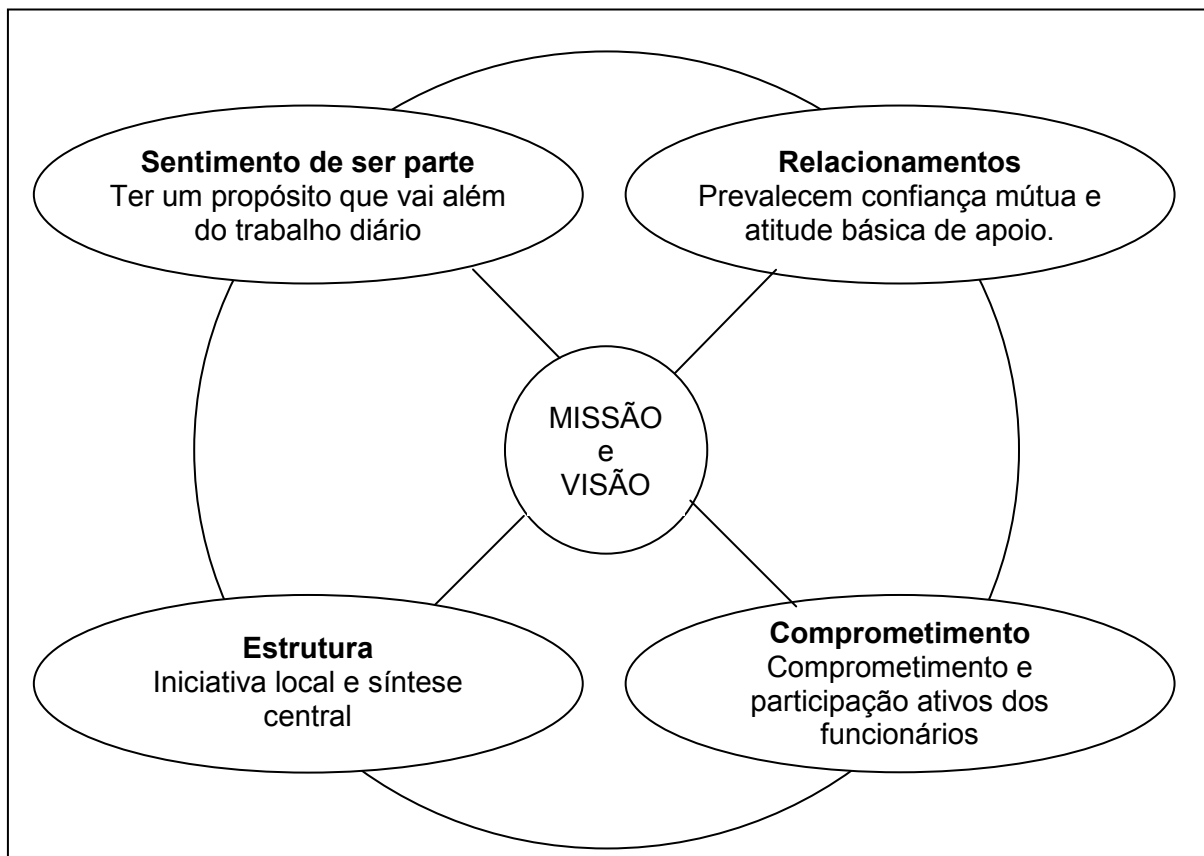 Sentimento de ser parte
Ter um propósito que vai além
do trabalho diário
Relacionamentos
Prevalecem confiança mútua e
atitude básica de apoio.
MISSÃO
e
VISÃO
Estrutura
Iniciativa local e síntese
central
Comprometimento
Comprometimento e
participação ativos dos
funcionários